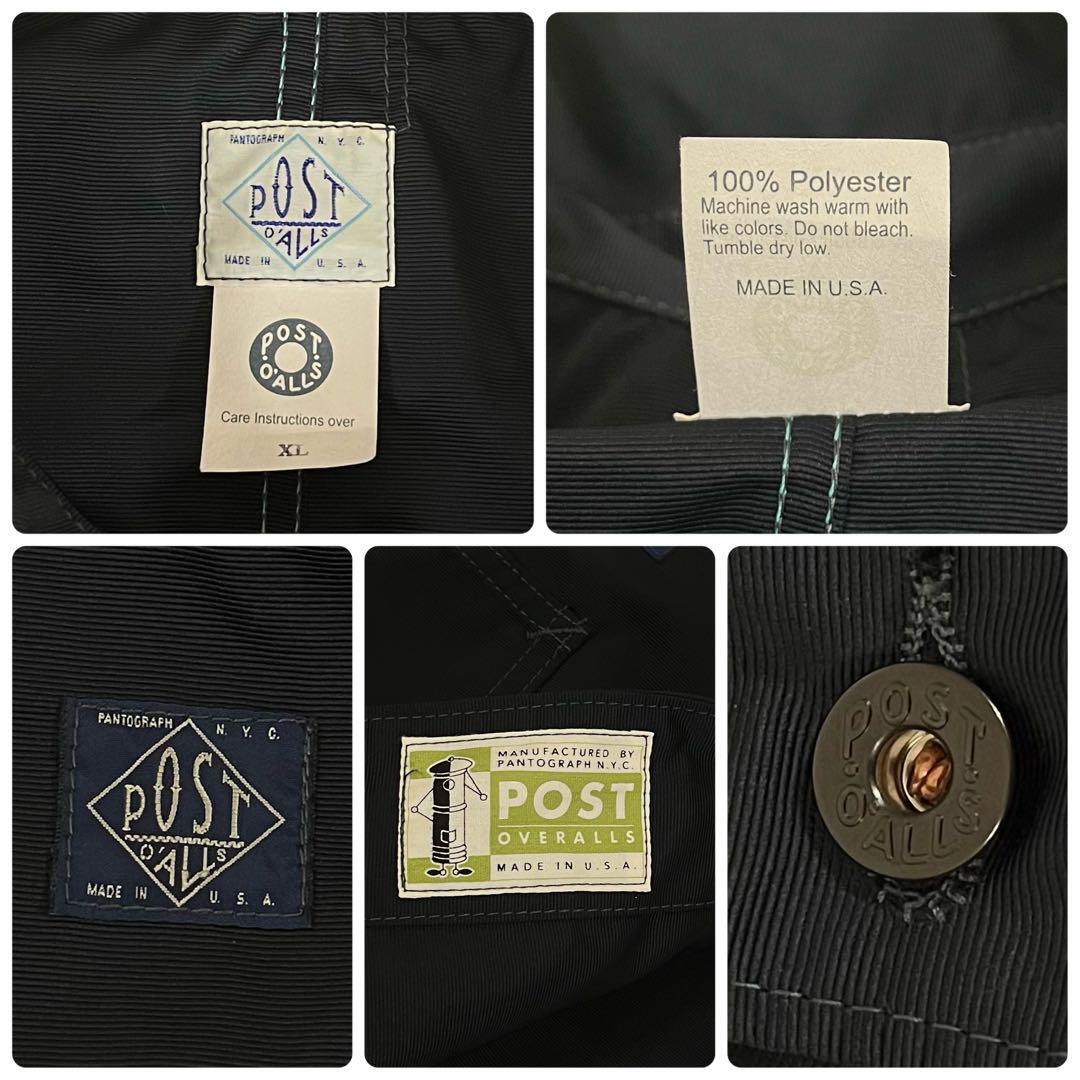 PANTOGRAPH N. Y. C.
POST
O'ALLS
MADE IN U. S. A.
POST
O'ALLS
Care Instructions over
XL
100% Polyester
Machine wash warm with
like colors. Do not bleach.
Tumble dry low.
MADE IN U.S.A.
PANTOGRAPH N. Y. C.
POST
O'ALLS
MADE IN U. S. A.
MANUFACTURED BY
PANTOGRAPH N.Y.C.
POST
OVERALLS
MADE IN U.S.A.
POST
O'ALLS